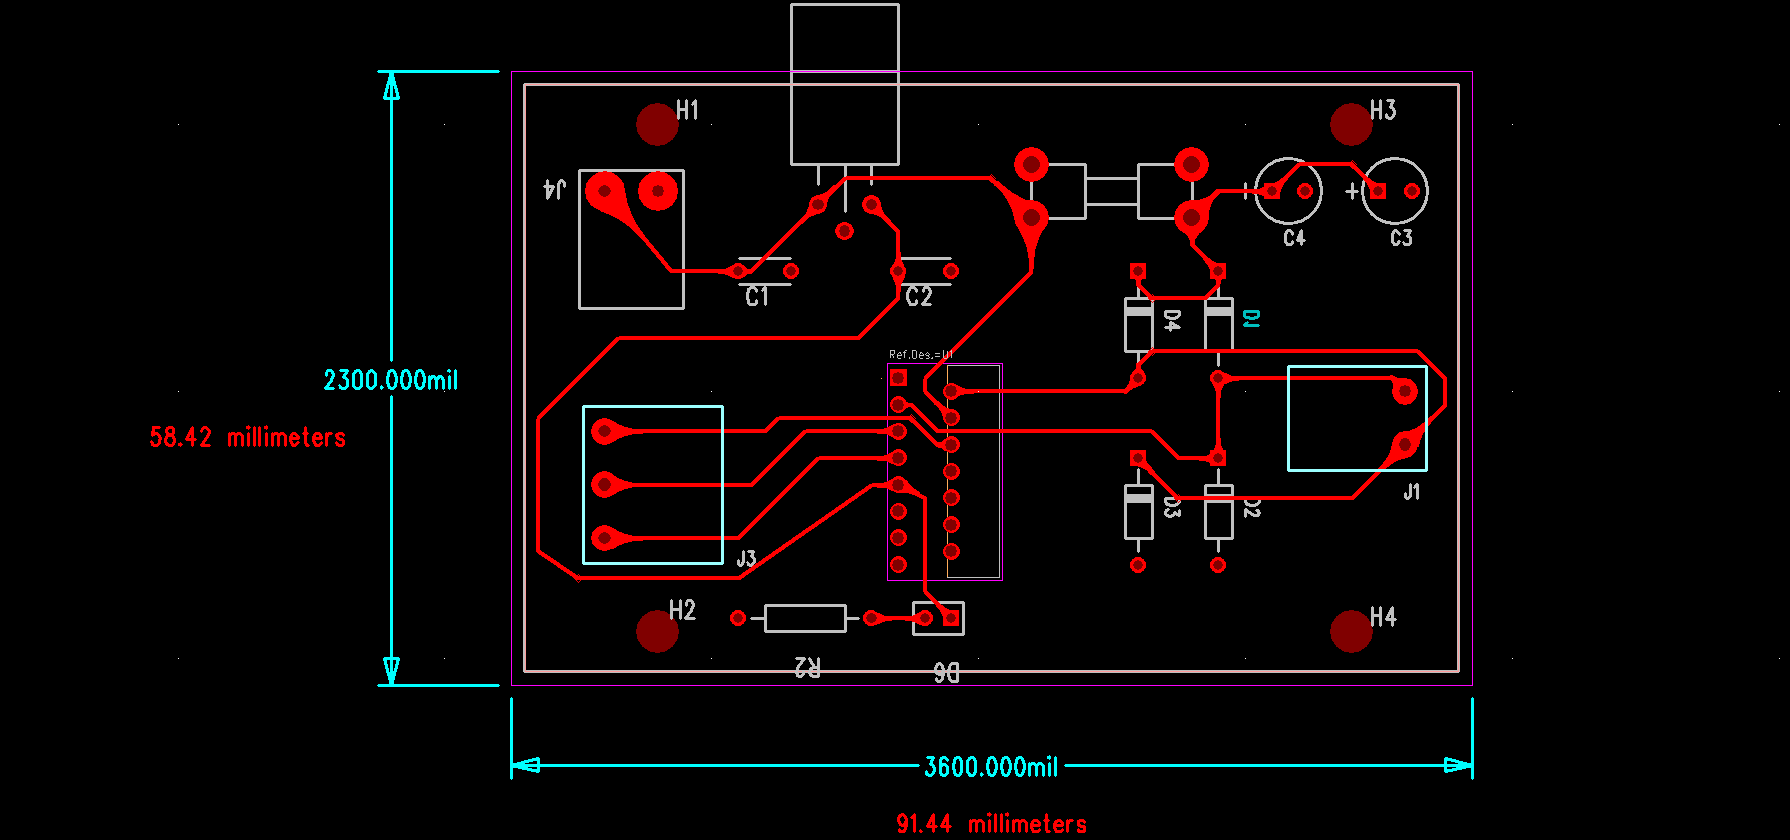 H1
H3
J4
C4
C3
C1
C2
D4
D1
Ref.Des.=U1
2300.000mil
58.42 millimeters
J1
D3
D2
J3
H2
H4
R2
D6
3600.000mil
91.44 millimeters